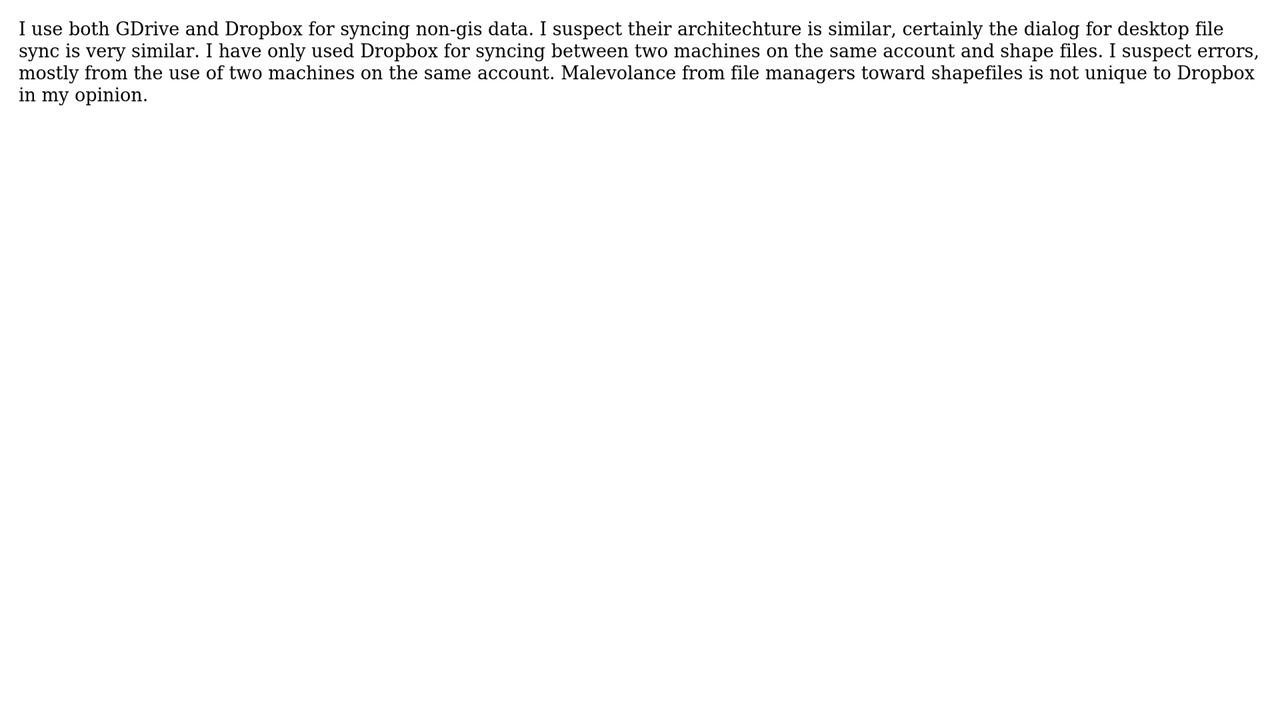 I use both GDrive and Dropbox for syncing non-gis data. I suspect their architechture is similar, certainly the dialog for desktop file
sync is very similar. I have only used Dropbox for syncing between two machines on the same account and shape files. I suspect errors,
mostly from the use of two machines on the same account. Malevolance from file managers toward shapefiles is not unique to Dropbox
in my opinion.